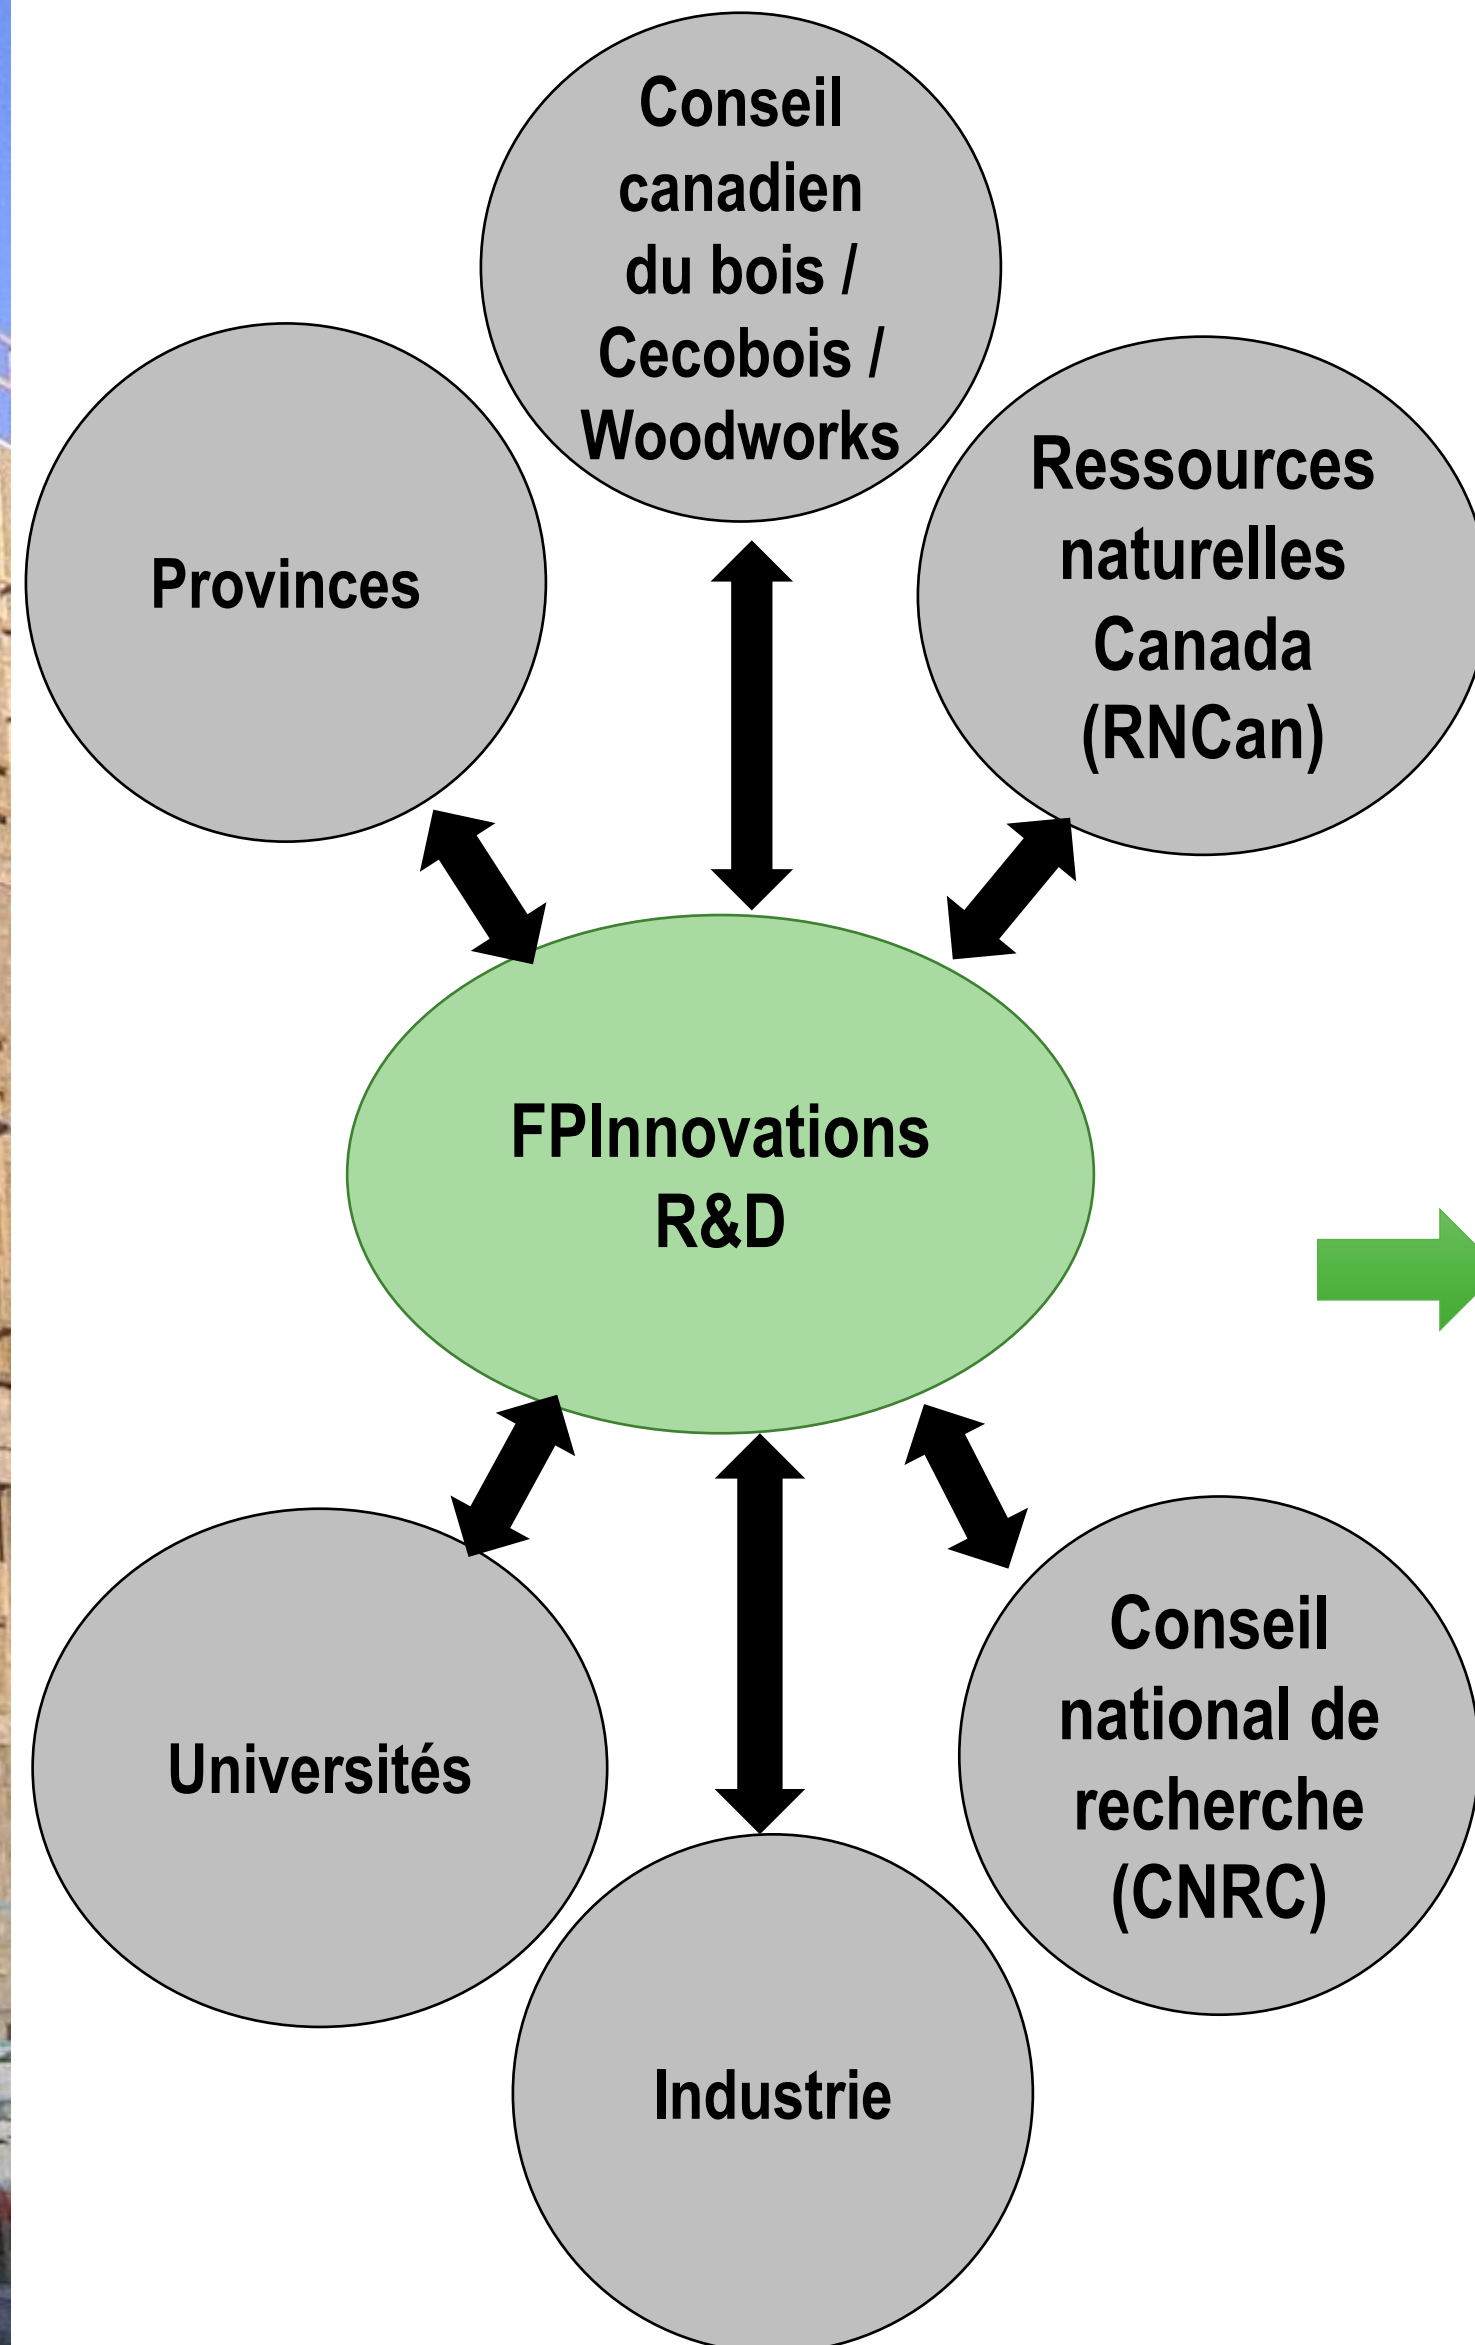 Conseil
canadien
du bois /
Cecobois /
Woodworks
Provinces
Ressources
naturelles
Canada
(RNCan)
FPInnovations
R&D
Universités
Conseil
national de
recherche
(CNRC)
Industrie